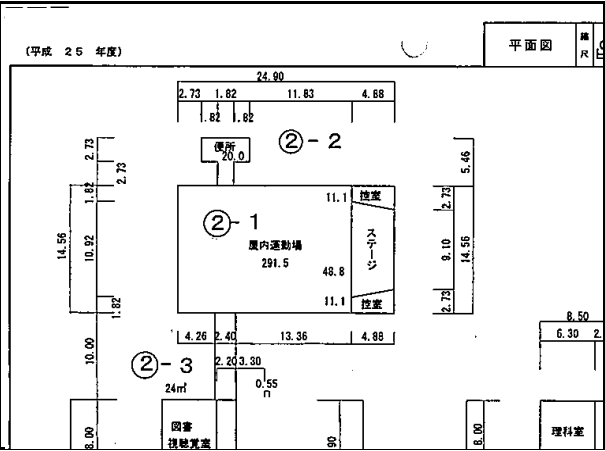 (平成 25 年度)
平面図
縮尺
24.90
2.73 1.82 11.83 4.88
1.82 1.82
便所
20.0
②-2
2.73
2.73
1.82
5.46
11.1 控室
2.73
②-1
屋内運動場
291.5
ステージ
48.8
14.56
10.92
9.10
14.56
11.1 控室
2.73
1.82
4.26 2.40 13.36 4.88
8.50
6.30 2.
10.00
②-3
2.20 3.30
24㎡
0.55
8.00
図書
視聴覚室
90
8.00
理科室